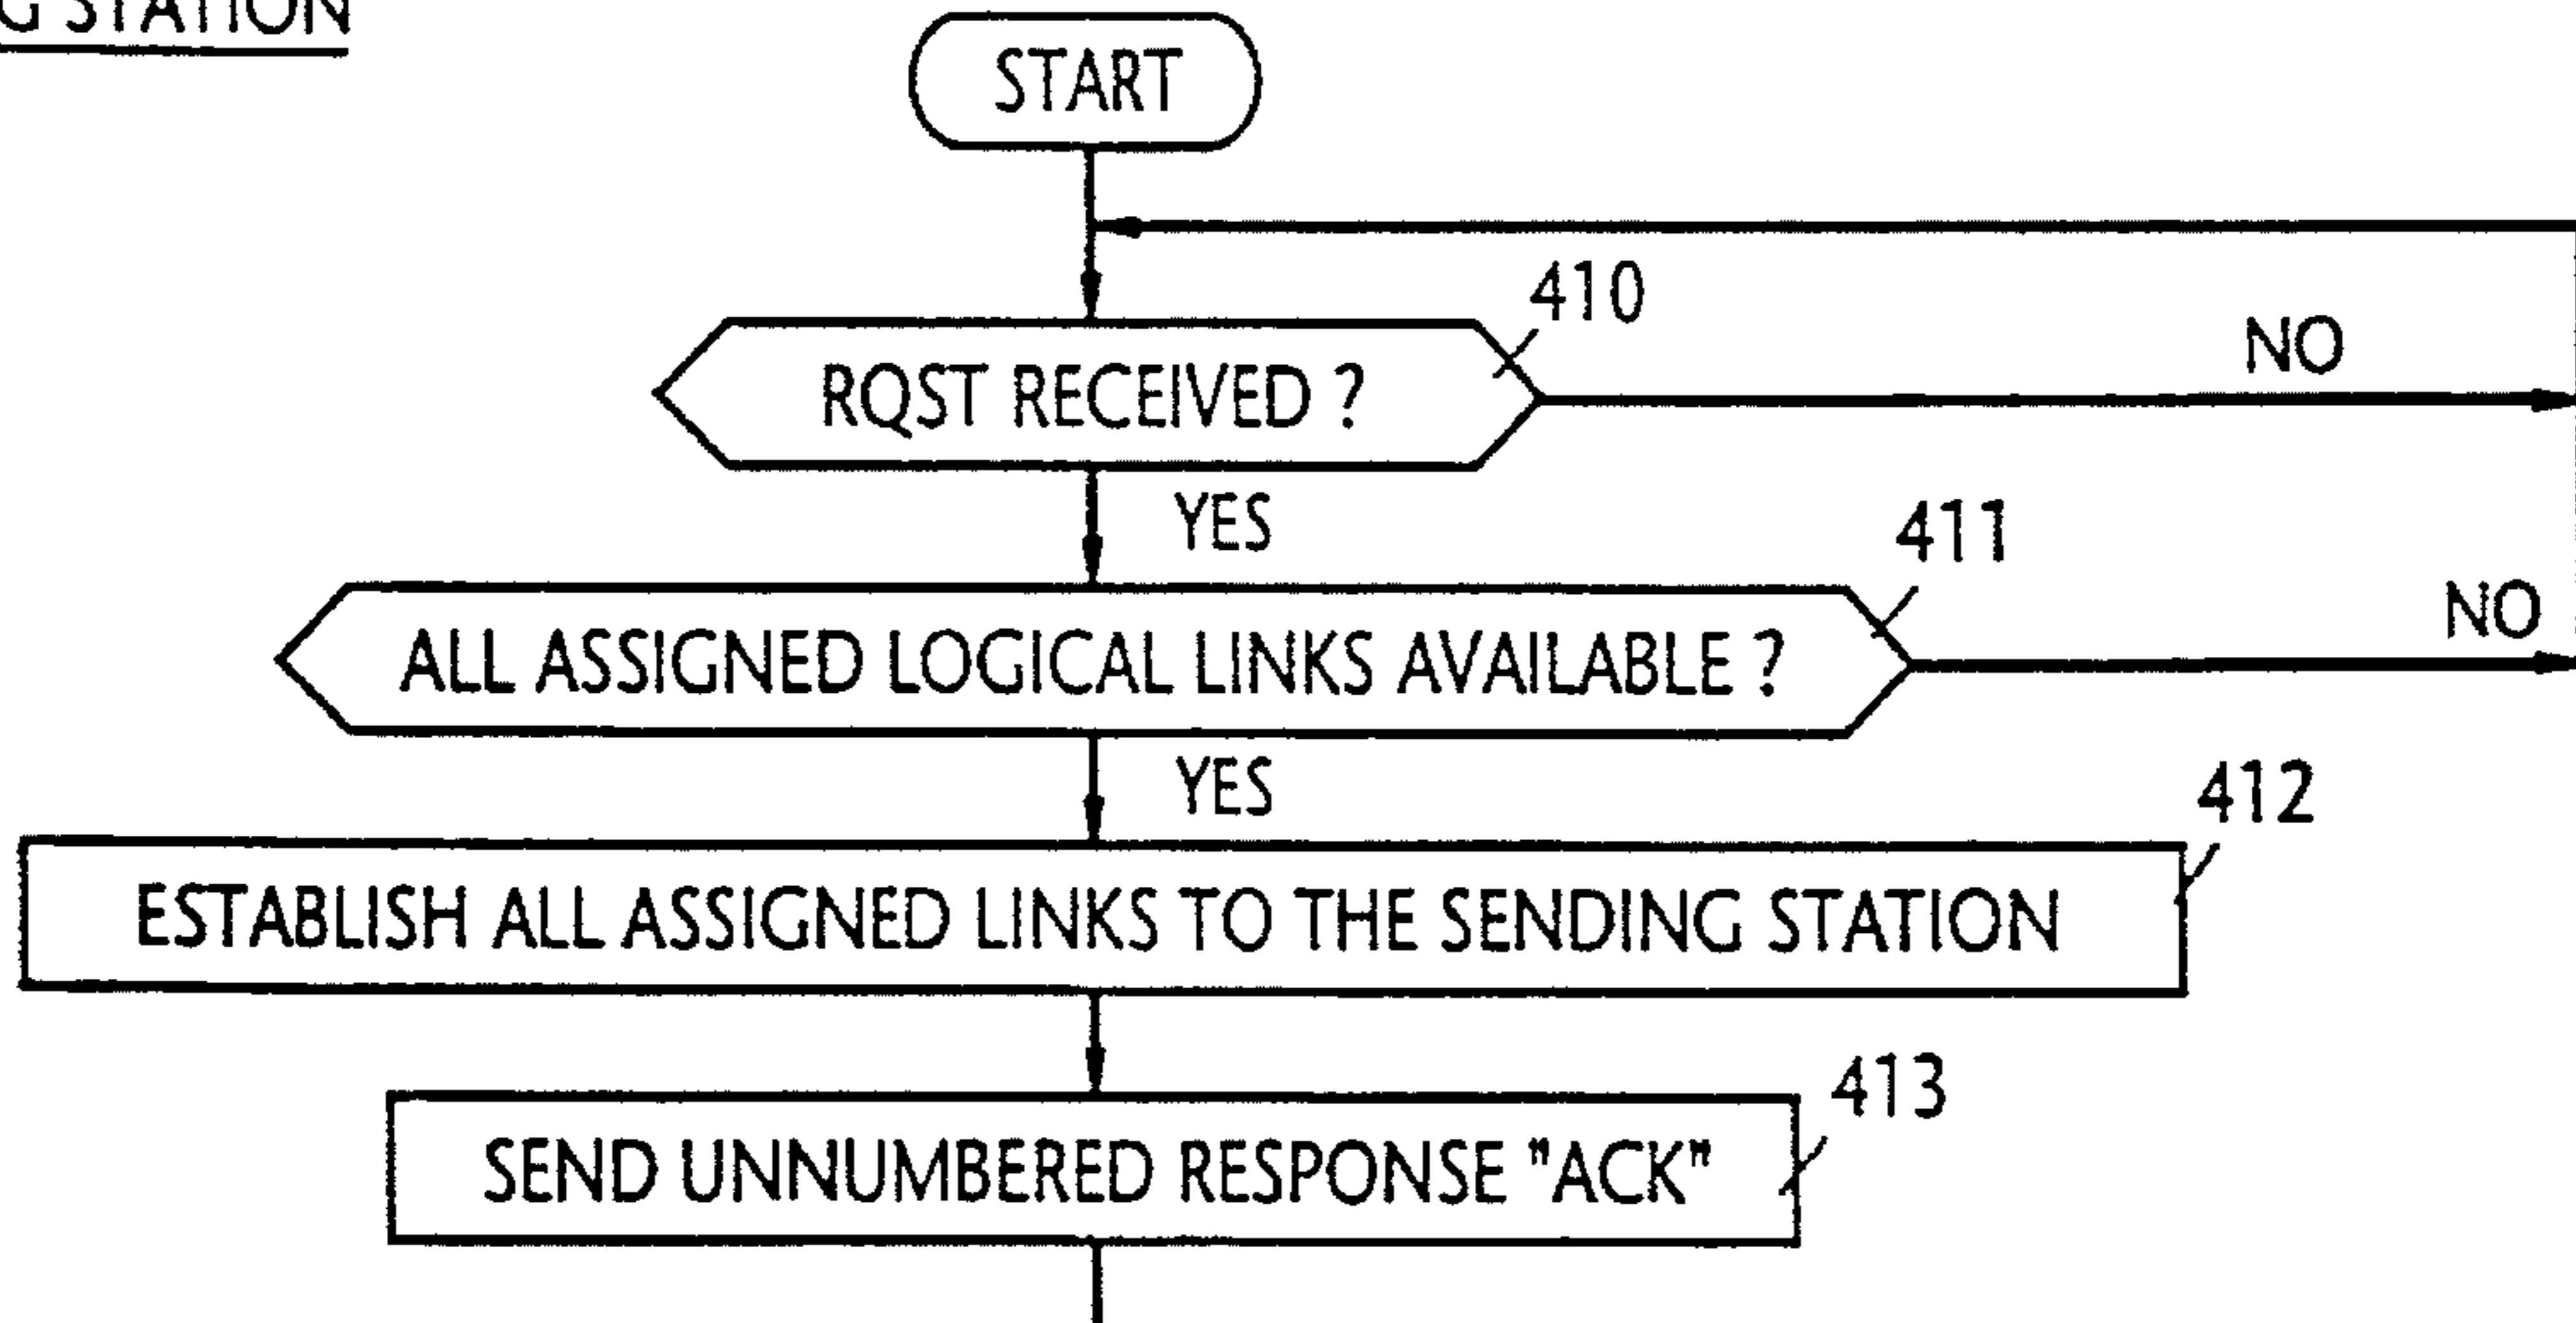 G STATION
START
410
RQST RECEIVED ?
NO
YES
411
ALL ASSIGNED LOGICAL LINKS AVAILABLE ?
NO
YES
412
ESTABLISH ALL ASSIGNED LINKS TO THE SENDING STATION
413
SEND UNNUMBERED RESPONSE "ACK"